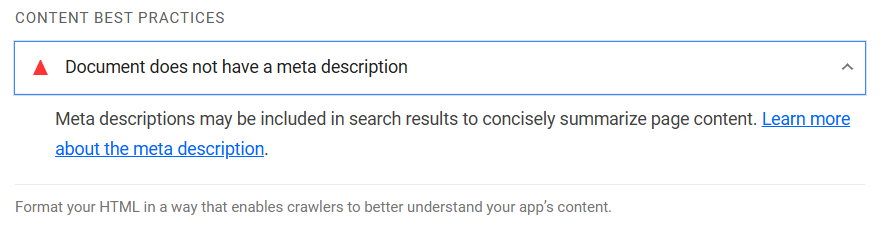 CONTENT BEST PRACTICES
Document does not have a meta description
Meta descriptions may be included in search results to concisely summarize page content. Learn more
about the meta description.
Format your HTML in a way that enables crawlers to better understand your app’s content.